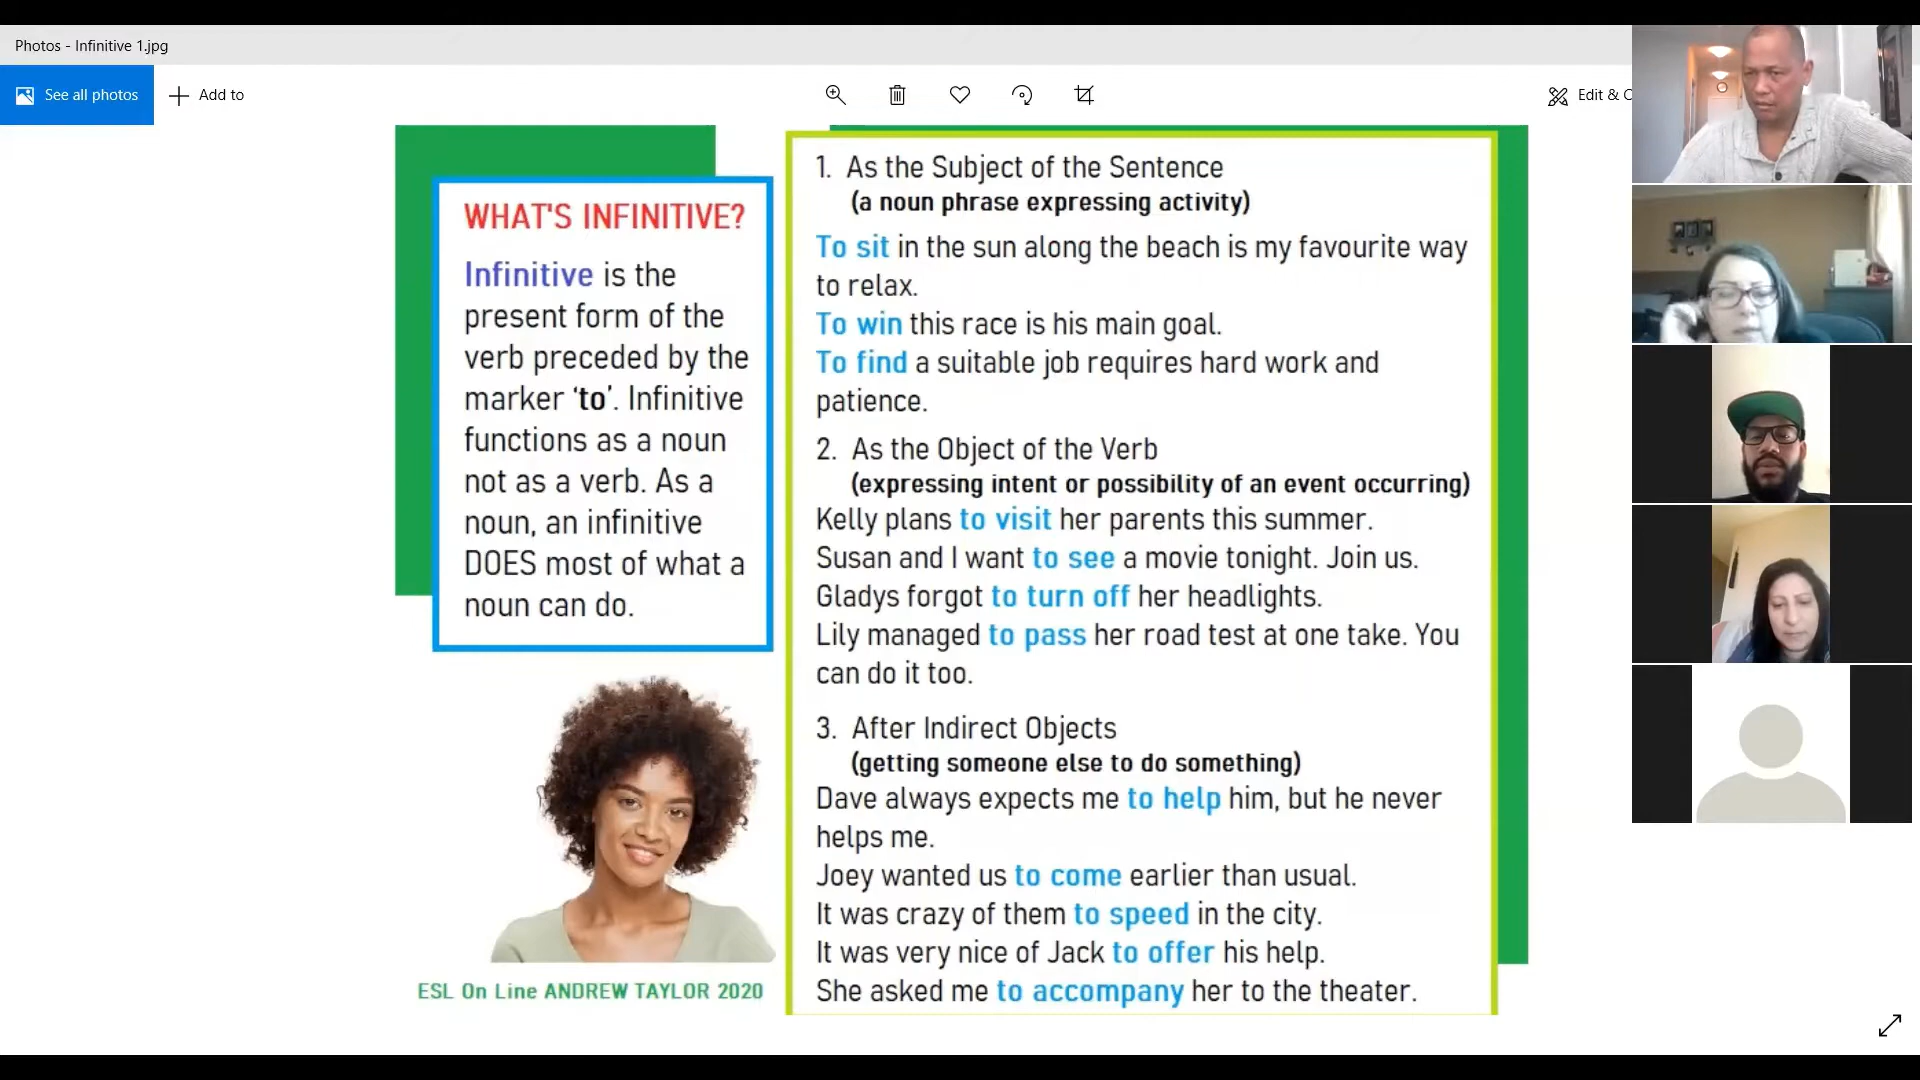 Photos - Infinitive 1.jpg
See all photos
Add to
Edit & C
WHAT'S INFINITIVE?
Infinitive is the
present form of the
verb preceded by the
marker ‘to’. Infinitive
functions as a noun
not as a verb. As a
noun, an infinitive
DOES most of what a
noun can do.
ESL On Line ANDREW TAYLOR 2020
1. As the Subject of the Sentence
(a noun phrase expressing activity)
To sit in the sun along the beach is my favourite way
to relax.
To win this race is his main goal.
To find a suitable job requires hard work and
patience.
2. As the Object of the Verb
(expressing intent or possibility of an event occurring)
Kelly plans to visit her parents this summer.
Susan and I want to see a movie tonight. Join us.
Gladys forgot to turn off her headlights.
Lily managed to pass her road test at one take. You
can do it too.
3. After Indirect Objects
(getting someone else to do something)
Dave always expects me to help him, but he never
helps me.
Joey wanted us to come earlier than usual.
It was crazy of them to speed in the city.
It was very nice of Jack to offer his help.
She asked me to accompany her to the theater.